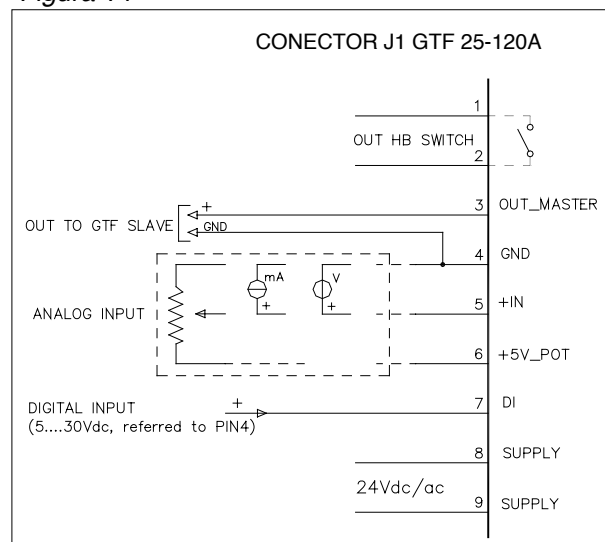 CONECTOR J1 GTF 25-120A
1
OUT HB SWITCH
2
+
3 OUT_MASTER
OUT TO GTF SLAVE
GND
4 GND
mA
V
+ +
ANALOG INPUT
5 +IN
6 +5V_POT
DIGITAL INPUT
+
7 DI
(5....30Vdc, referred to PIN4)
8 SUPPLY
24Vdc/ac
9 SUPPLY